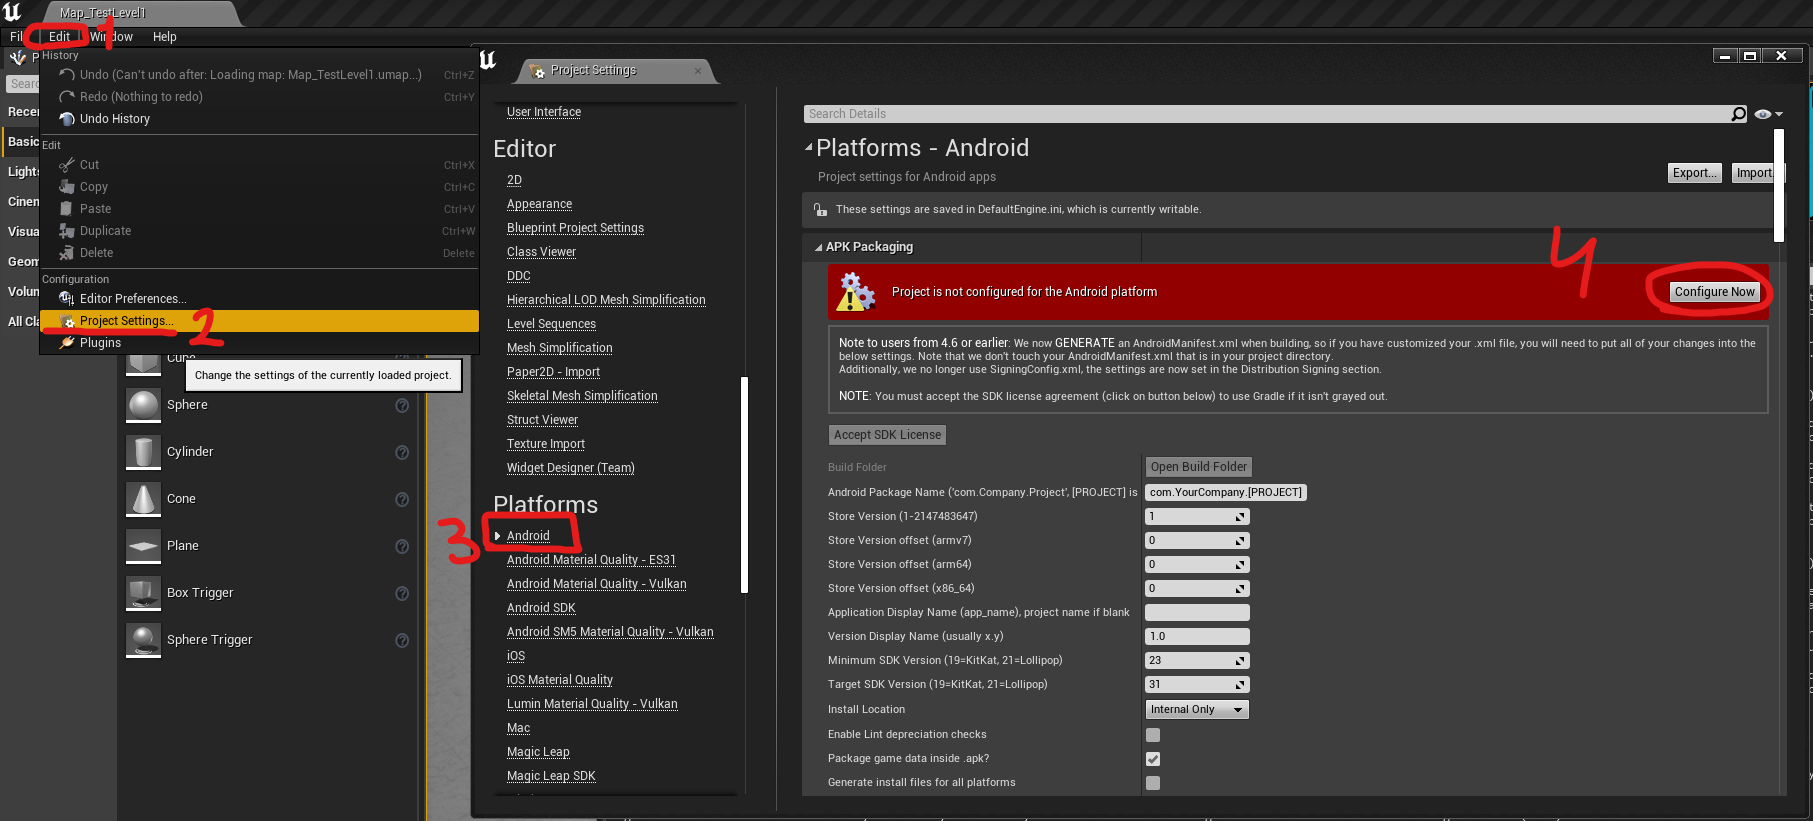 Map_TestLevel1
Edit
Window
Help
1
History
Undo (Can't undo after: Loading map: Map_TestLevel1.umap...) Ctrl+Z
Redo (Nothing to redo) Ctrl+Y
Undo History
Edit
Cut Ctrl+X
Copy Ctrl+C
Paste Ctrl+V
Duplicate Ctrl+W
Delete Delete
Configuration
Editor Preferences...
Project Settings...
2
Plugins
Change the settings of the currently loaded project.
Basic
Lights
All Cla
Cube
Sphere
Cylinder
Cone
Plane
Box Trigger
Sphere Trigger
Project Settings
User Interface
Editor
2D
Appearance
Blueprint Project Settings
Class Viewer
DDC
Hierarchical LOD Mesh Simplification
Level Sequences
Mesh Simplification
Paper2D - Import
Skeletal Mesh Simplification
Struct Viewer
Texture Import
Widget Designer (Team)
Platforms
3
Android
Android Material Quality - ES31
Android Material Quality - Vulkan
Android SDK
Android SM5 Material Quality - Vulkan
iOS
iOS Material Quality
Lumin Material Quality - Vulkan
Mac
Magic Leap
Magic Leap SDK
Search Details
Platforms - Android
Project settings for Android apps
Export...
Import...
These settings are saved in DefaultEngine.ini, which is currently writable.
APK Packaging
4
Project is not configured for the Android platform
Configure Now
Note to users from 4.6 or earlier: We now GENERATE an AndroidManifest.xml when building, so if you have customized your .xml file, you will need to put all of your changes into the
below settings. Note that we don't touch your AndroidManifest.xml that is in your project directory.
Additionally, we no longer use SigningConfig.xml, the settings are now set in the Distribution Signing section.
NOTE: You must accept the SDK license agreement (click on button below) to use Gradle if it isn't grayed out.
Accept SDK License
Build Folder Open Build Folder
Android Package Name ('com.Company.Project', [PROJECT] is com.YourCompany.[PROJECT]
Store Version (1-2147483647) 1
Store Version offset (armv7) 0
Store Version offset (arm64) 0
Store Version offset (x86_64) 0
Application Display Name (app_name), project name if blank
Version Display Name (usually x.y) 1.0
Minimum SDK Version (19=KitKat, 21=Lollipop) 23
Target SDK Version (19=KitKat, 21=Lollipop) 31
Install Location Internal Only
Enable Lint depreciation checks
Package game data inside .apk?
Generate install files for all platforms